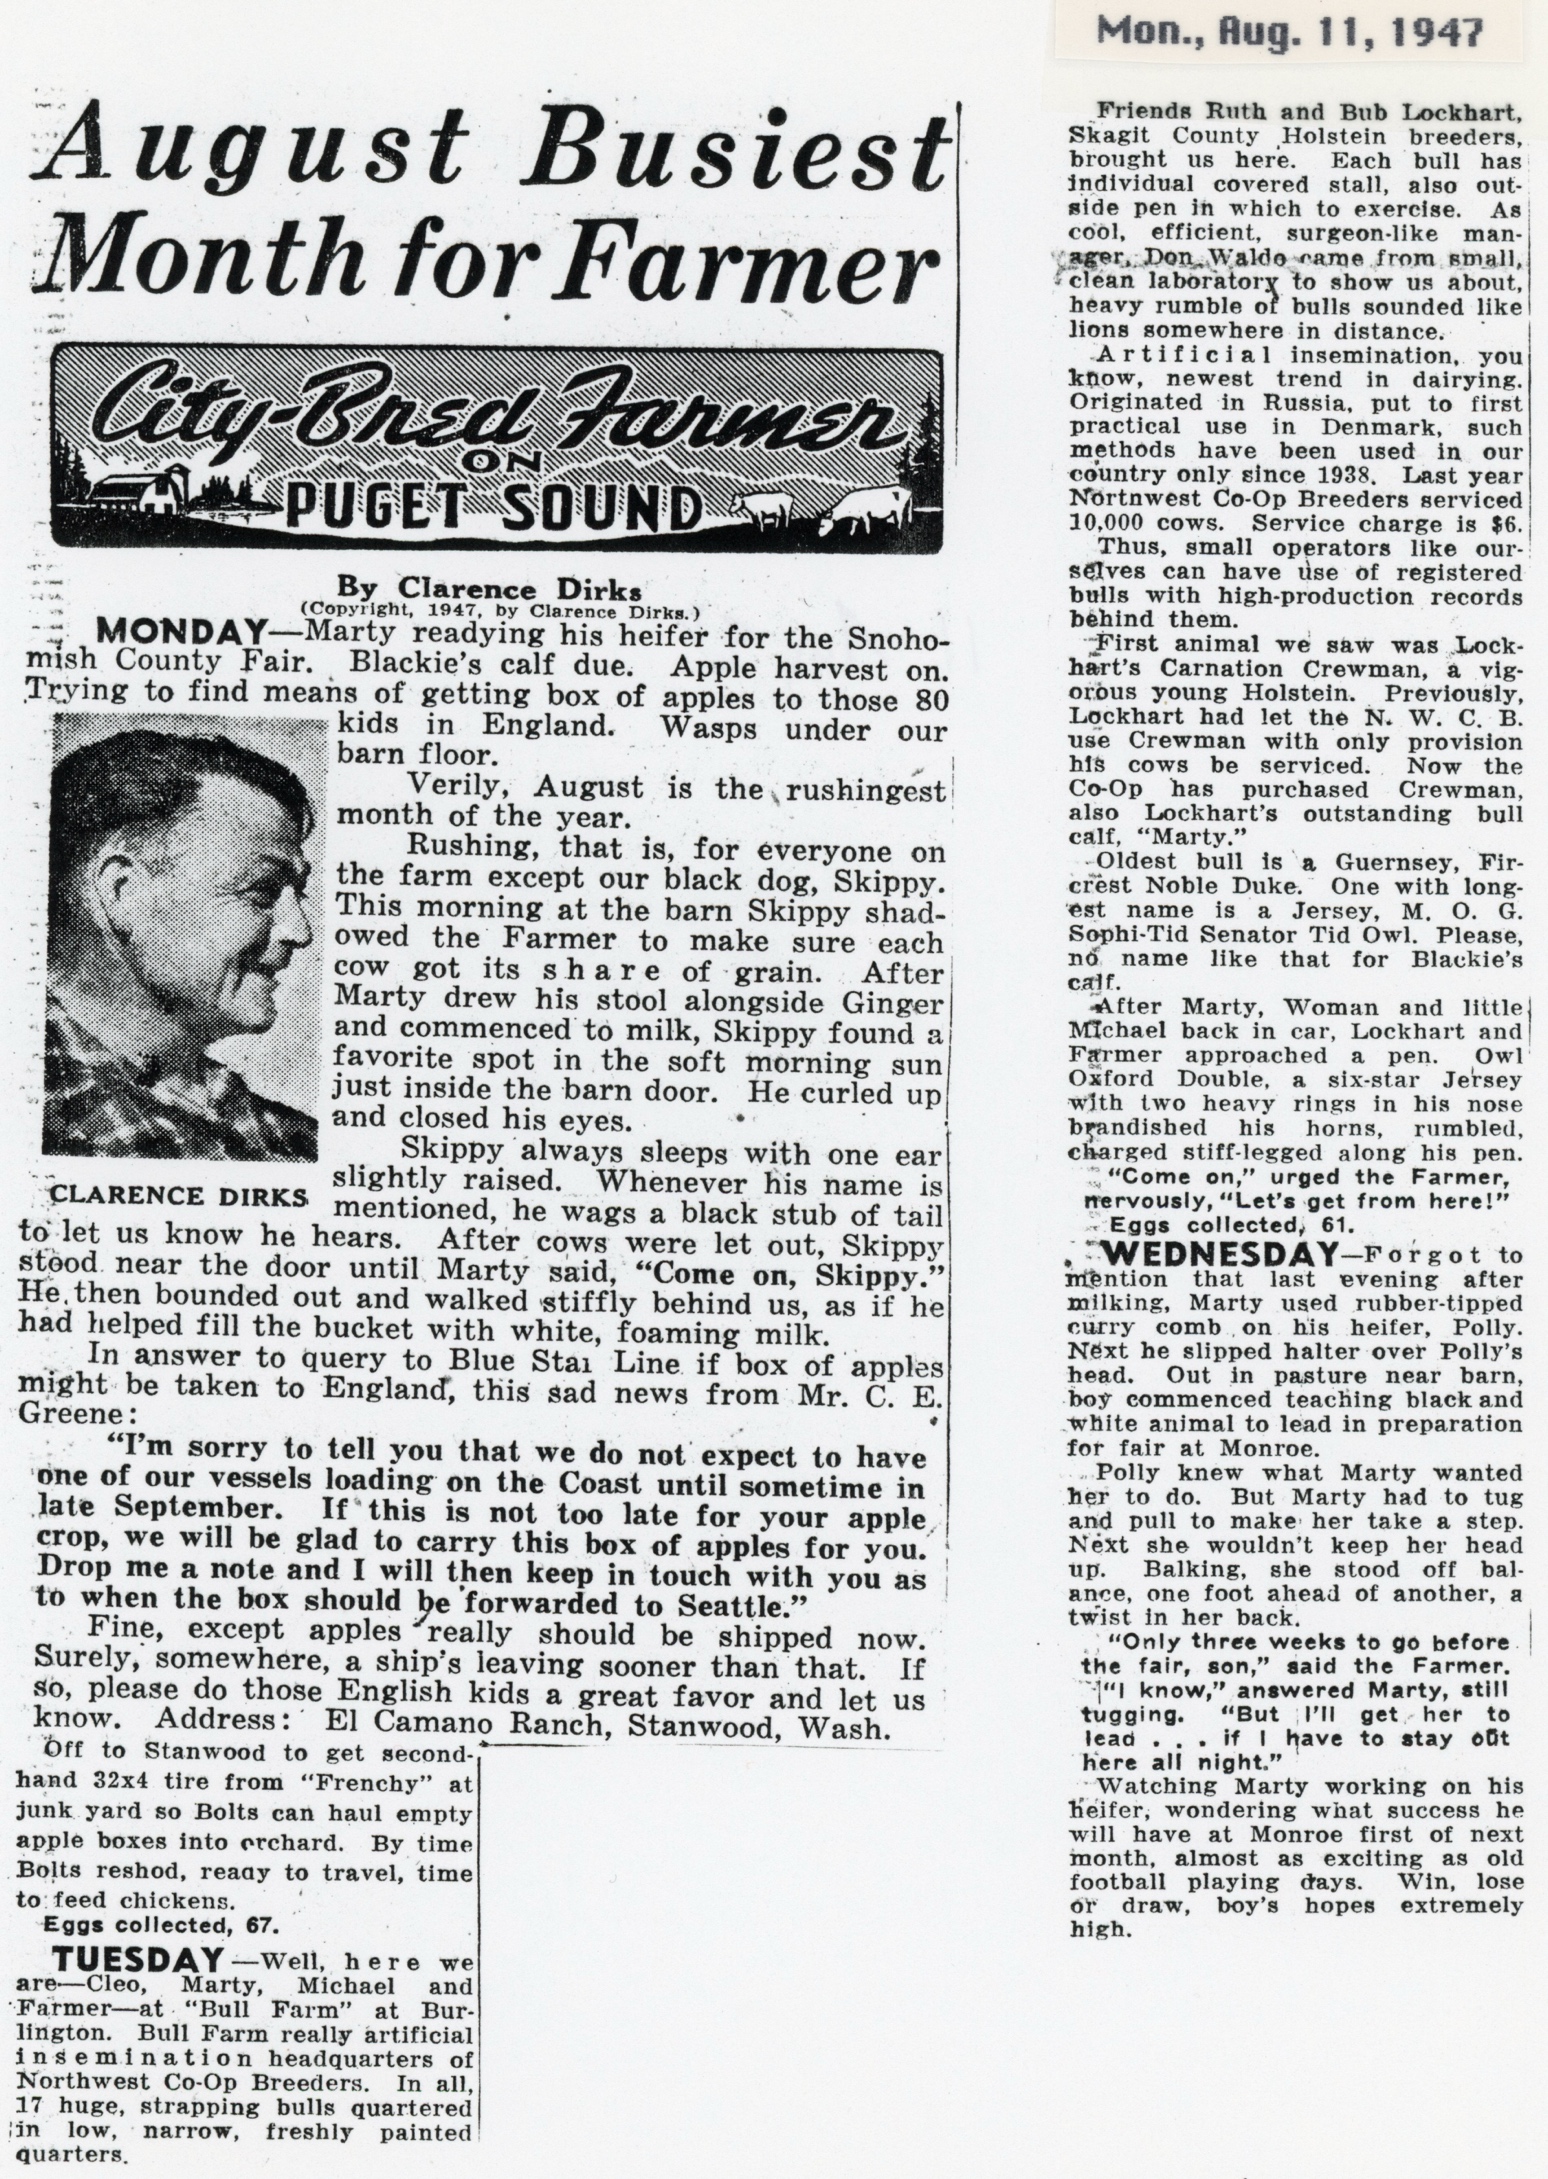 Mon., Aug. 11, 1947
August Busiest
Month for Farmer
City-Bred Farmer
ON
PUGET SOUND
By Clarence Dirks
(Copyright, 1947, by Clarence Dirks.)
MONDAY—Marty readying his heifer for the Snoho-
mish County Fair. Blackie's calf due. Apple harvest on.
Trying to find means of getting box of apples to those 80
kids in England. Wasps under our
barn floor.
Verily, August is the rushingest
month of the year.
Rushing, that is, for everyone on
the farm except our black dog, Skippy.
This morning at the barn Skippy shad-
owed the Farmer to make sure each
cow got its share of grain. After
Marty drew his stool alongside Ginger
and commenced to milk, Skippy found a
favorite spot in the soft morning sun
just inside the barn door. He curled up
and closed his eyes.
Skippy always sleeps with one ear
slightly raised. Whenever his name is
mentioned, he wags a black stub of tail
CLARENCE DIRKS
to let us know he hears. After cows were let out, Skippy
stood near the door until Marty said, "Come on, Skippy."
He then bounded out and walked stiffly behind us, as if he
had helped fill the bucket with white, foaming milk.
In answer to query to Blue Star Line if box of apples
might be taken to England, this sad news from Mr. C. E.
Greene:
"I'm sorry to tell you that we do not expect to have
one of our vessels loading on the Coast until sometime in
late September. If this is not too late for your apple
crop, we will be glad to carry this box of apples for you.
Drop me a note and I will then keep in touch with you as
to when the box should be forwarded to Seattle."
Fine, except apples really should be shipped now.
Surely, somewhere, a ship's leaving sooner than that. If
so, please do those English kids a great favor and let us
know. Address: El Camano Ranch, Stanwood, Wash.
Off to Stanwood to get second-
hand 32x4 tire from "Frenchy" at
junk yard so Bolts can haul empty
apple boxes into orchard. By time
Bolts reshod, ready to travel, time
to feed chickens.
Eggs collected, 67.
TUESDAY—Well, here we
are—Cleo, Marty, Michael and
Farmer—at "Bull Farm" at Bur-
lington. Bull Farm really artificial
insemination headquarters of
Northwest Co-Op Breeders. In all,
17 huge, strapping bulls quartered
in low, narrow, freshly painted
quarters.
Friends Ruth and Bub Lockhart,
Skagit County Holstein breeders,
brought us here. Each bull has
individual covered stall, also out-
side pen in which to exercise. As
cool, efficient, surgeon-like man-
ager, Don Waldo came from small,
clean laboratory to show us about,
heavy rumble of bulls sounded like
lions somewhere in distance.
Artificial insemination, you
know, newest trend in dairying.
Originated in Russia, put to first
practical use in Denmark, such
methods have been used in our
country only since 1938. Last year
Nortnwest Co-Op Breeders serviced
10,000 cows. Service charge is $6.
Thus, small operators like our-
selves can have use of registered
bulls with high-production records
behind them.
First animal we saw was Lock-
hart's Carnation Crewman, a vig-
orous young Holstein. Previously,
Lockhart had let the N. W. C. B.
use Crewman with only provision
his cows be serviced. Now the
Co-Op has purchased Crewman,
also Lockhart's outstanding bull
calf, "Marty."
Oldest bull is a Guernsey, Fir-
crest Noble Duke. One with long-
est name is a Jersey, M. O. G.
Sophi-Tid Senator Tid Owl. Please,
no name like that for Blackie's
calf.
After Marty, Woman and little
Michael back in car, Lockhart and
Farmer approached a pen. Owl
Oxford Double, a six-star Jersey
with two heavy rings in his nose
brandished his horns, rumbled,
charged stiff-legged along his pen.
"Come on," urged the Farmer,
nervously, "Let's get from here!"
Eggs collected, 61.
WEDNESDAY—Forgot to
mention that last evening after
milking, Marty used rubber-tipped
curry comb on his heifer, Polly.
Next he slipped halter over Polly's
head. Out in pasture near barn,
boy commenced teaching black and
white animal to lead in preparation
for fair at Monroe.
Polly knew what Marty wanted
her to do. But Marty had to tug
and pull to make her take a step.
Next she wouldn't keep her head
up. Balking, she stood off bal-
ance, one foot ahead of another, a
twist in her back.
"Only three weeks to go before
the fair, son," said the Farmer.
"I know," answered Marty, still
tugging. "But I'll get her to
lead . . . if I have to stay out
here all night."
Watching Marty working on his
heifer, wondering what success he
will have at Monroe first of next
month, almost as exciting as old
football playing days. Win, lose
or draw, boy's hopes extremely
high.